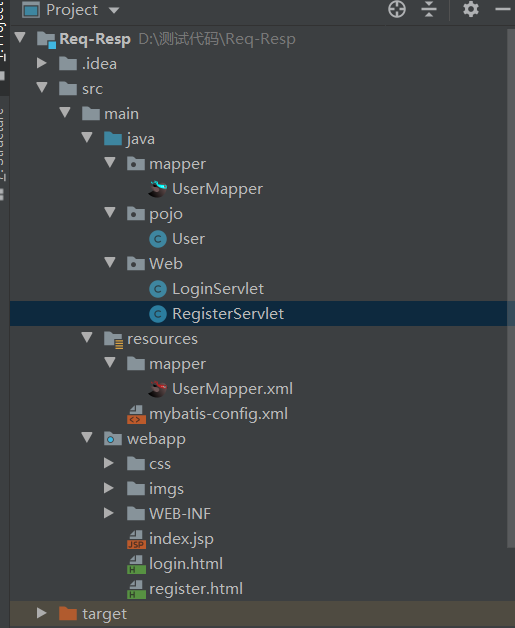 Project
Req-Resp D:\测试代码\Req-Resp
.idea
src
main
java
mapper
UserMapper
pojo
User
Web
LoginServlet
RegisterServlet
resources
mapper
UserMapper.xml
mybatis-config.xml
webapp
css
imgs
WEB-INF
index.jsp
login.html
register.html
target